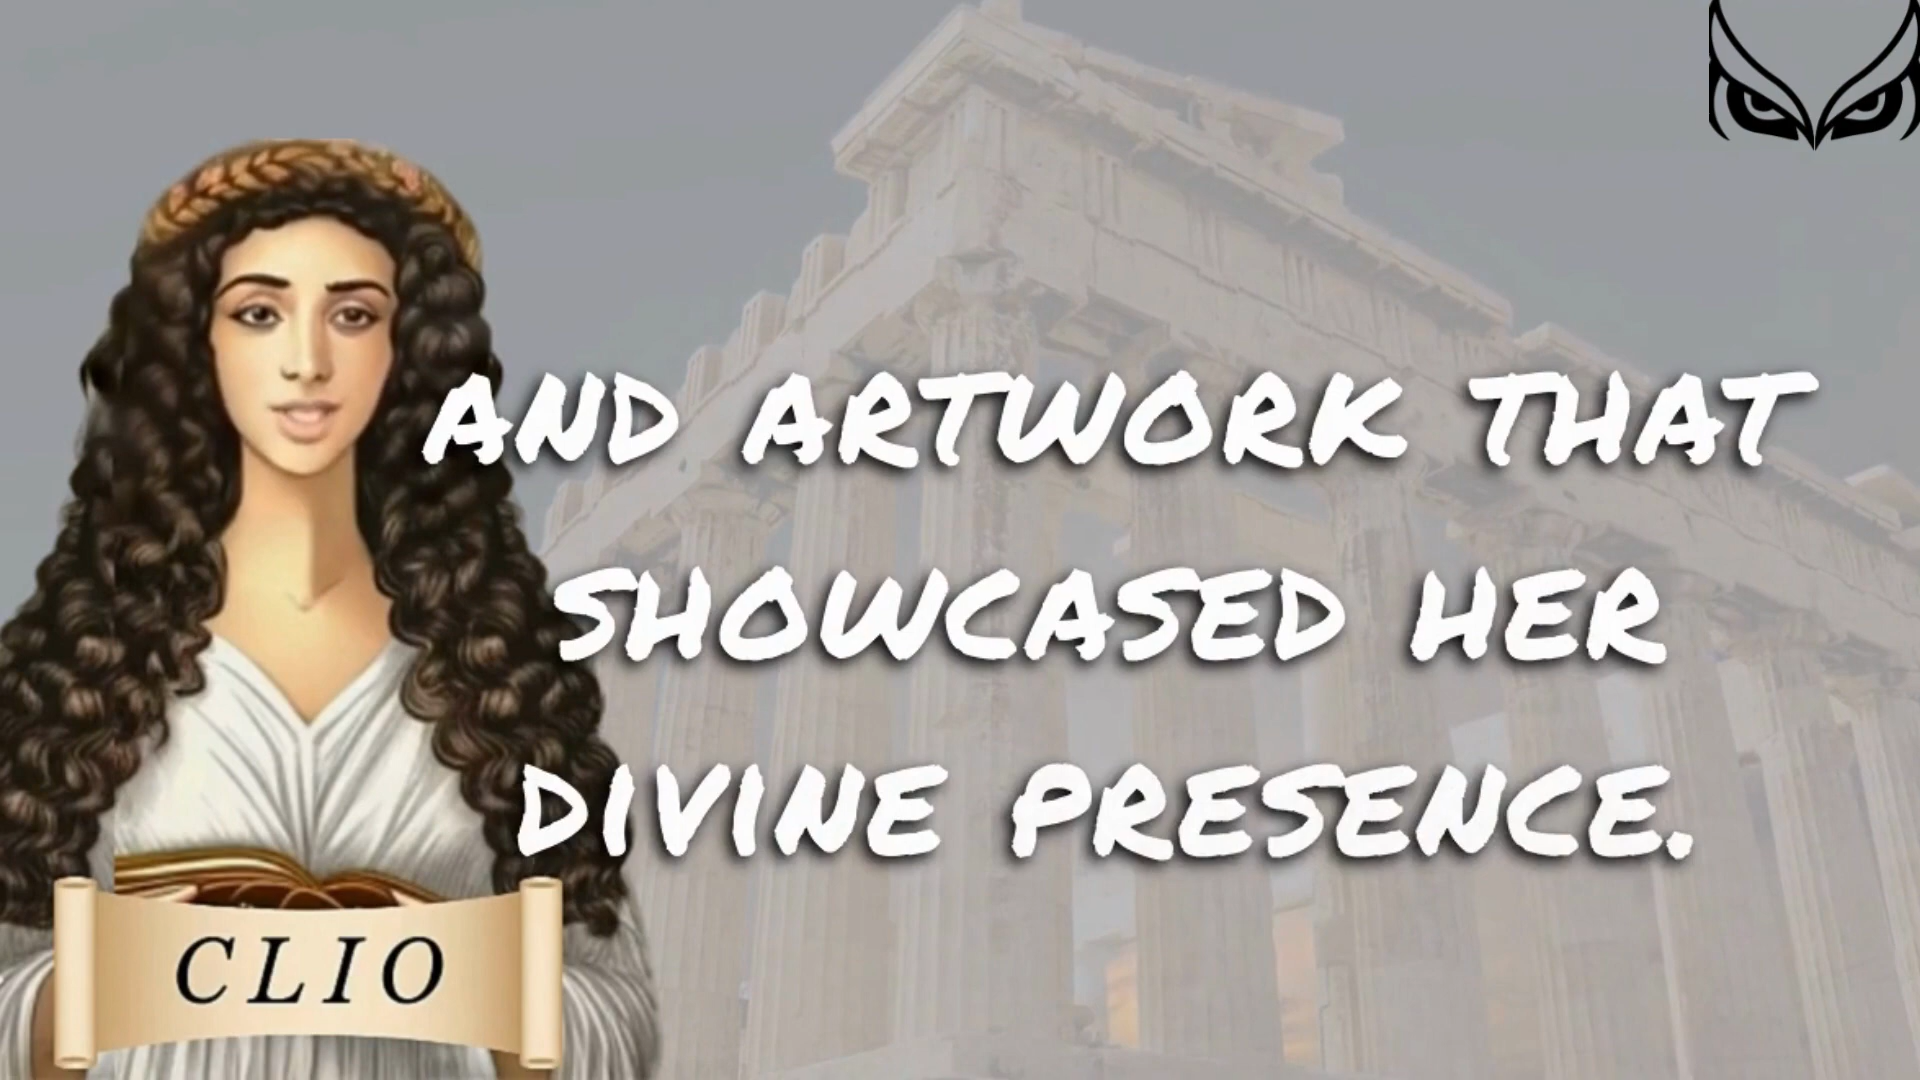 AND ARTWORK THAT
SHOWCASED HER
DIVINE PRESENCE.
CLIO